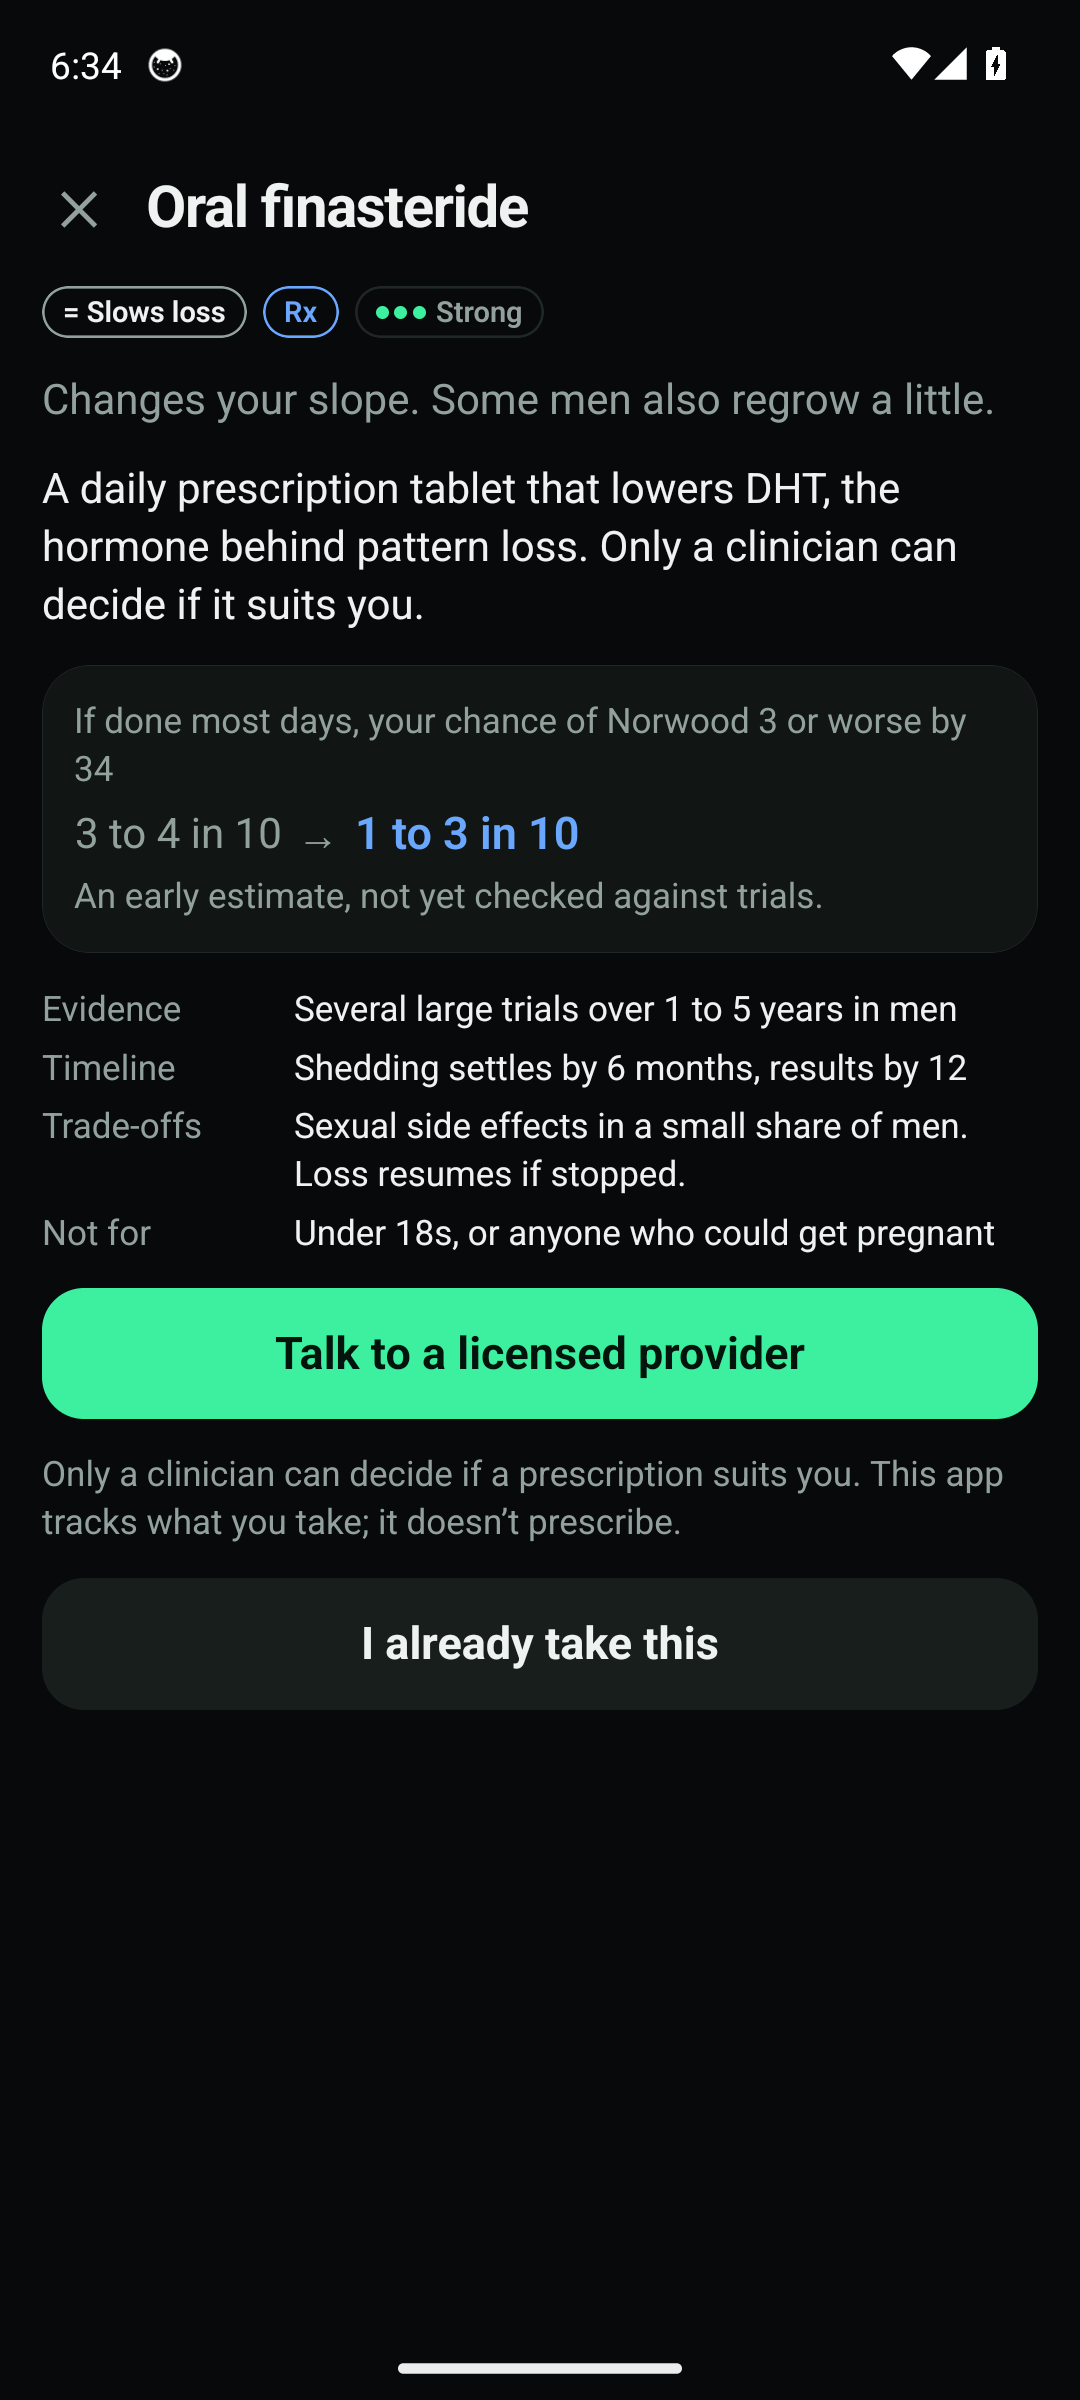 6:34
Oral finasteride
= Slows loss
Rx
Strong
Changes your slope. Some men also regrow a little.
A daily prescription tablet that lowers DHT, the
hormone behind pattern loss. Only a clinician can
decide if it suits you.
If done most days, your chance of Norwood 3 or worse by
34
3 to 4 in 10 → 1 to 3 in 10
An early estimate, not yet checked against trials.
Evidence Several large trials over 1 to 5 years in men
Timeline Shedding settles by 6 months, results by 12
Trade-offs Sexual side effects in a small share of men.
Loss resumes if stopped.
Not for Under 18s, or anyone who could get pregnant
Talk to a licensed provider
Only a clinician can decide if a prescription suits you. This app
tracks what you take; it doesn’t prescribe.
I already take this